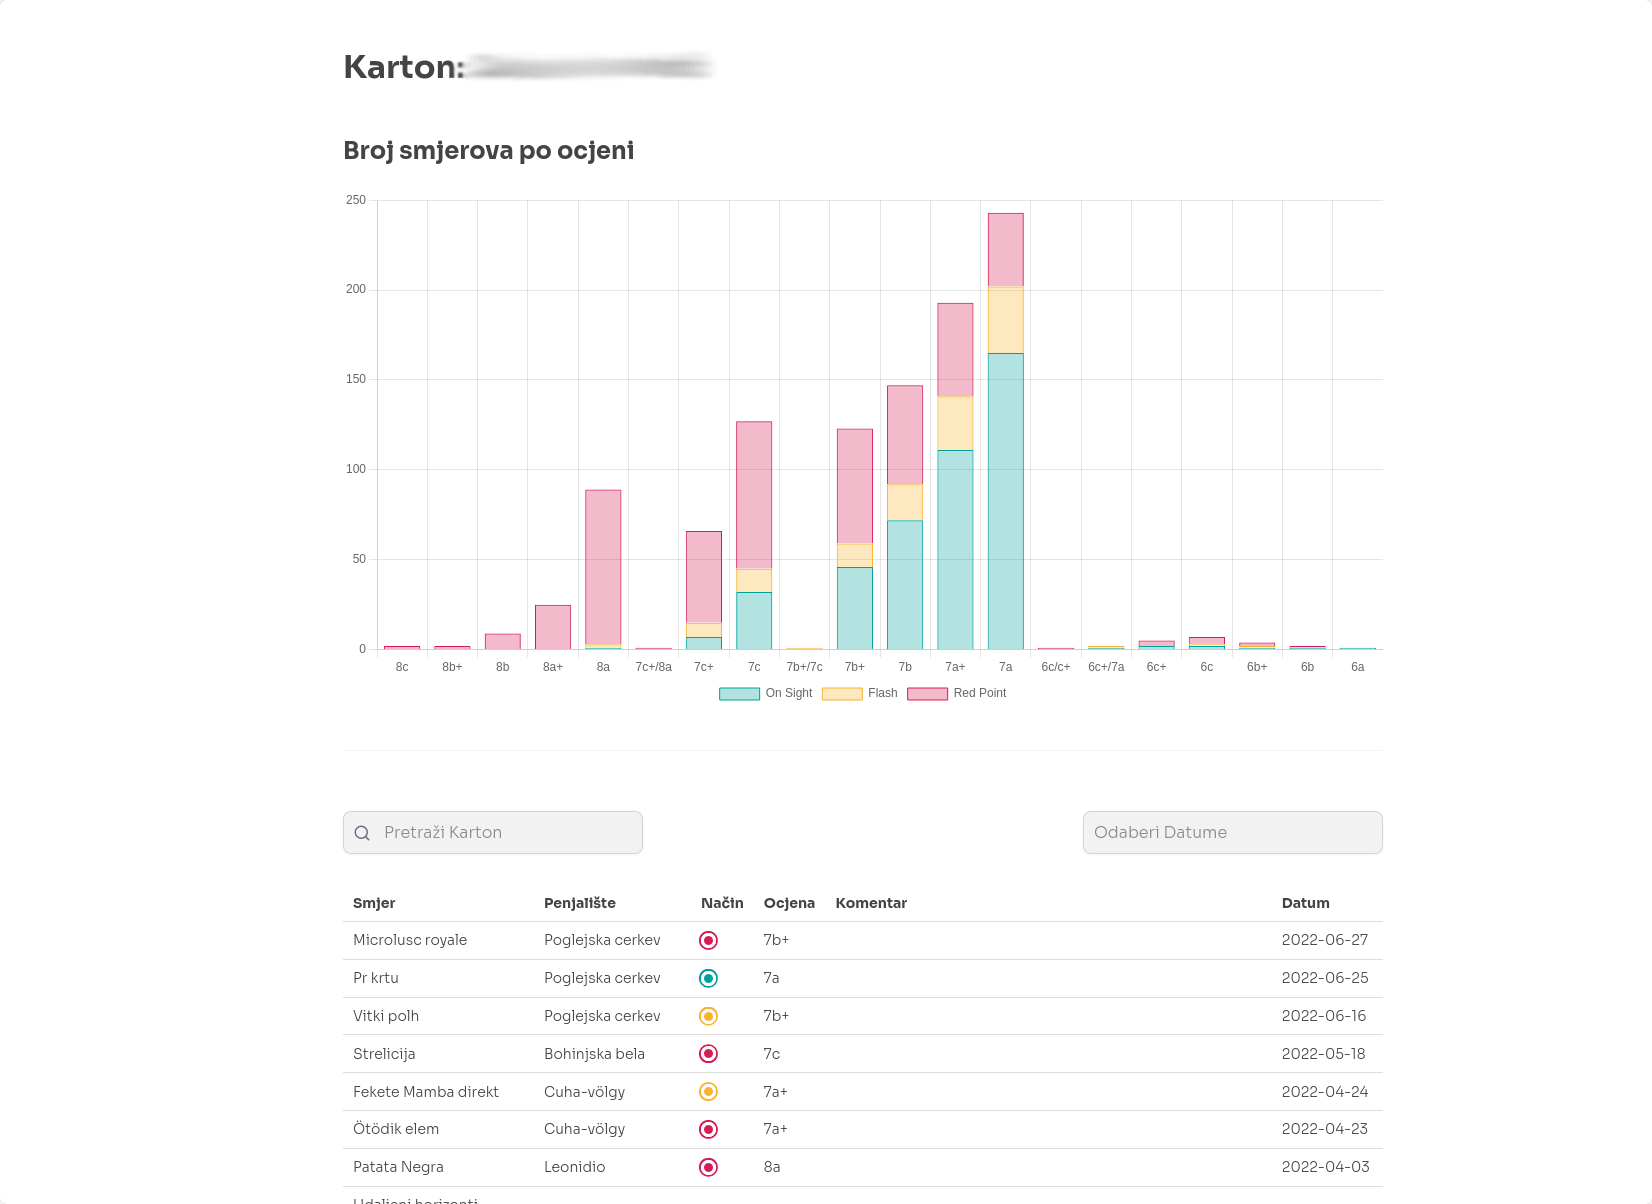 Karton:
Broj smjerova po ocjeni
250
200
150
100
50
0
8c 8b+ 8b 8a+ 8a 7c+/8a 7c+ 7c 7b+/7c 7b+ 7b 7a+ 7a 6c/c+ 6c+/7a 6c+ 6c 6b+ 6b 6a
On Sight Flash Red Point
Pretraži Karton Odaberi Datume
Smjer Penjalište Način Ocjena Komentar Datum
Microlusc royale Poglejska cerkev 7b+ 2022-06-27
Pr krtu Poglejska cerkev 7a 2022-06-25
Vitki polh Poglejska cerkev 7b+ 2022-06-16
Strelicija Bohinjska bela 7c 2022-05-18
Fekete Mamba direkt Cuha-völgy 7a+ 2022-04-24
Ötödik elem Cuha-völgy 7a+ 2022-04-23
Patata Negra Leonidio 8a 2022-04-03